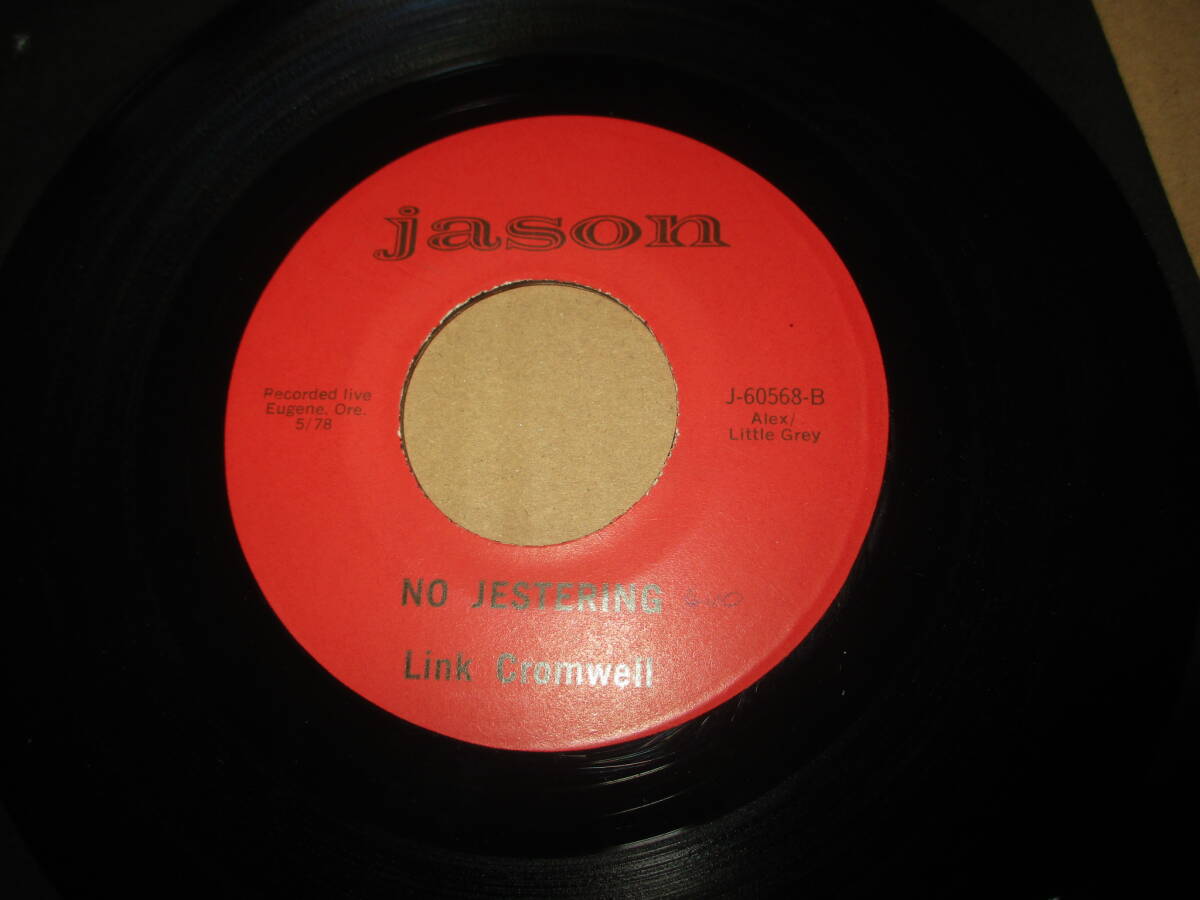 jason
Recorded live
Eugene, Ore.
5/78
J-60568-B
Alex/
Little Grey
NO JESTERING
Link Cromwell